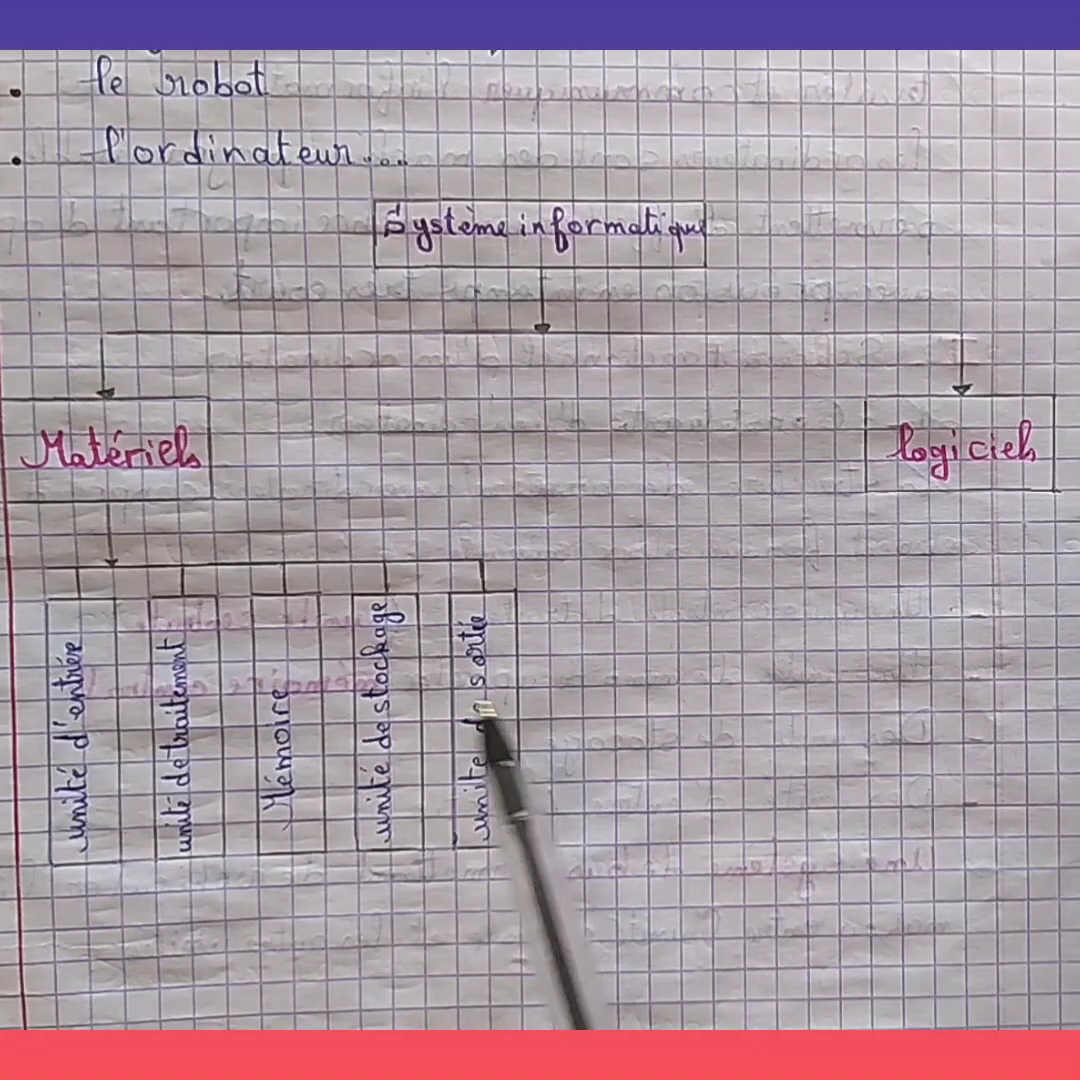 . le robot
. l'ordinateur...
Système informatique
Matériels
logiciels
unité d'entrée
unité de traitement
Mémoire
unité de stockage
unité de sortie